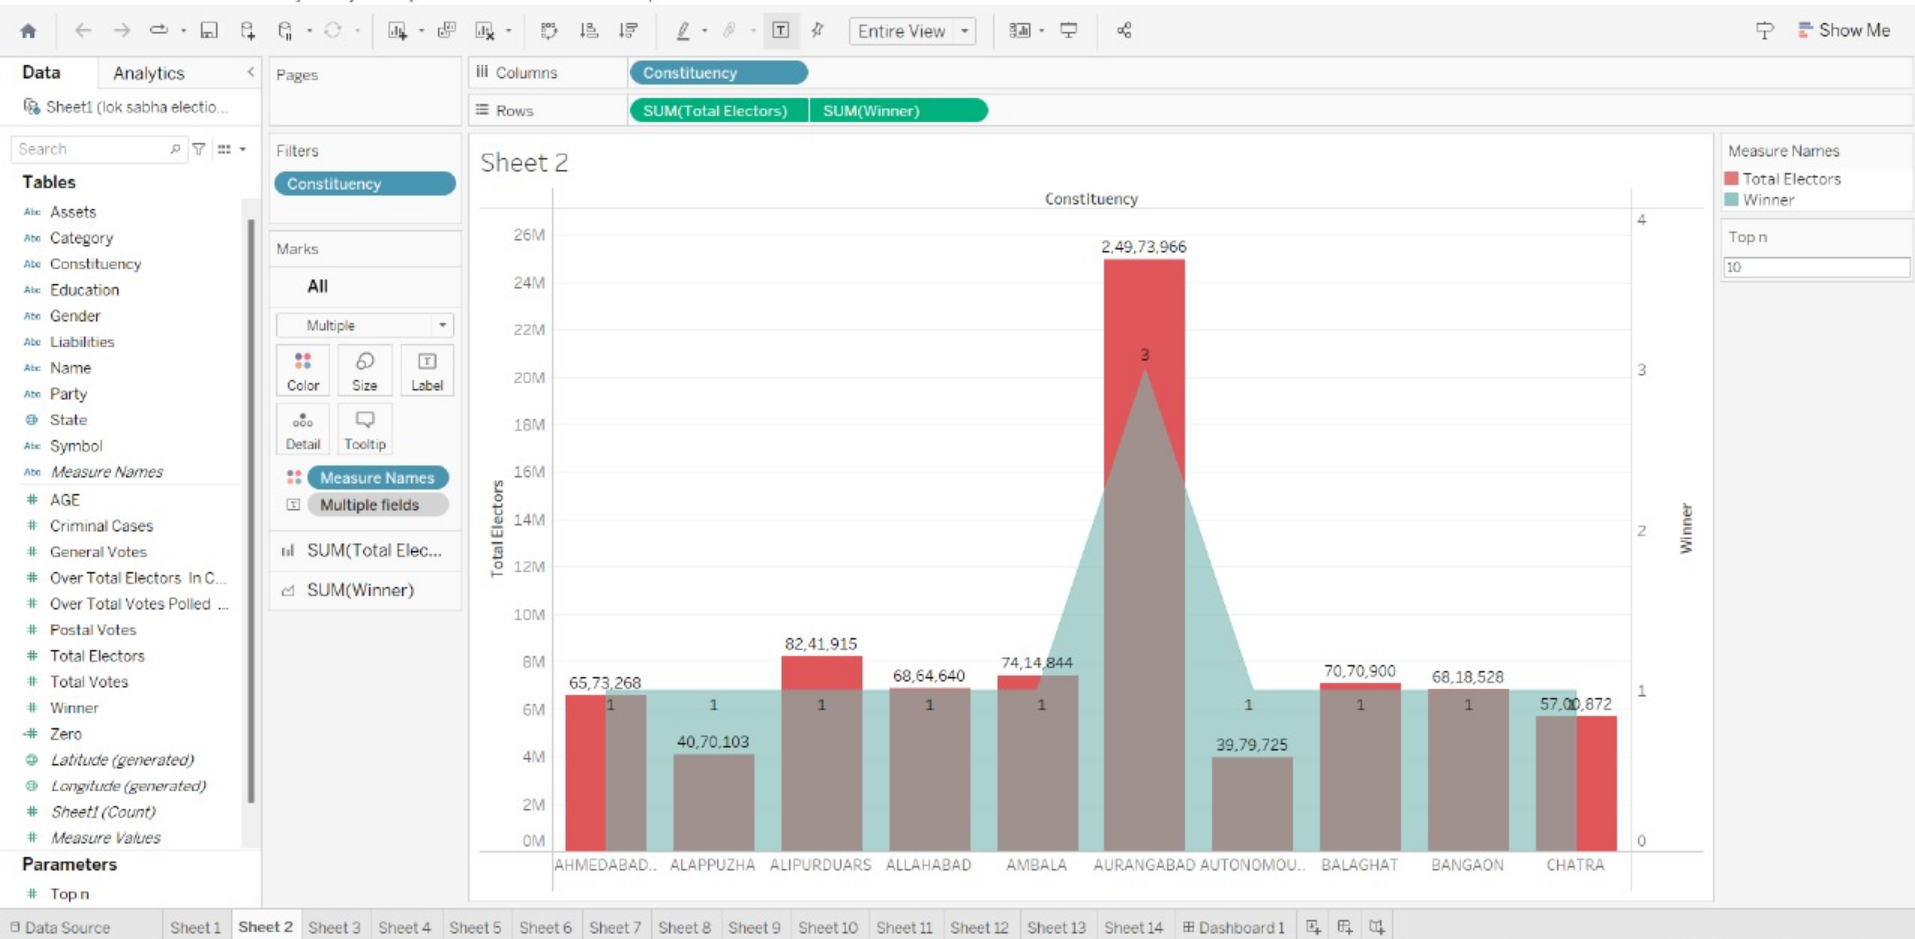 Entire View
Show Me
Data
Analytics
Pages
Columns
Constituency
Sheet1 (lok sabha electio...
Rows
SUM(Total Electors)
SUM(Winner)
Search
Filters
Constituency
Tables
Abc Assets
Abc Category
Abc Constituency
Abc Education
Abc Gender
Abc Liabilities
Abc Name
Abc Party
State
Abc Symbol
Abc Measure Names
# AGE
# Criminal Cases
# General Votes
# Over Total Electors In C...
# Over Total Votes Polled ...
# Postal Votes
# Total Electors
# Total Votes
# Winner
# Zero
Latitude (generated)
Longitude (generated)
# Sheet1 (Count)
# Measure Values
Parameters
# Top n
Marks
All
Multiple
Color
Size
Label
Detail
Tooltip
Measure Names
Multiple fields
SUM(Total Elec...
SUM(Winner)
Sheet 2
Constituency
26M
24M
22M
20M
18M
16M
14M
12M
10M
8M
6M
4M
2M
0M
Total Electors
65,73,268
40,70,103
82,41,915
68,64,640
74,14,844
2,49,73,966
39,79,725
70,70,900
68,18,528
57,00,872
1
1
1
1
1
3
1
1
1
1
4
3
2
1
0
Winner
AHMEDABAD.. ALAPPUZHA ALIPURDUARS ALLAHABAD AMBALA AURANGABAD AUTONOMOU.. BALAGHAT BANGAON CHATRA
Measure Names
Total Electors
Winner
Top n
10
Data Source Sheet 1 Sheet 2 Sheet 3 Sheet 4 Sheet 5 Sheet 6 Sheet 7 Sheet 8 Sheet 9 Sheet 10 Sheet 11 Sheet 12 Sheet 13 Sheet 14 Dashboard 1